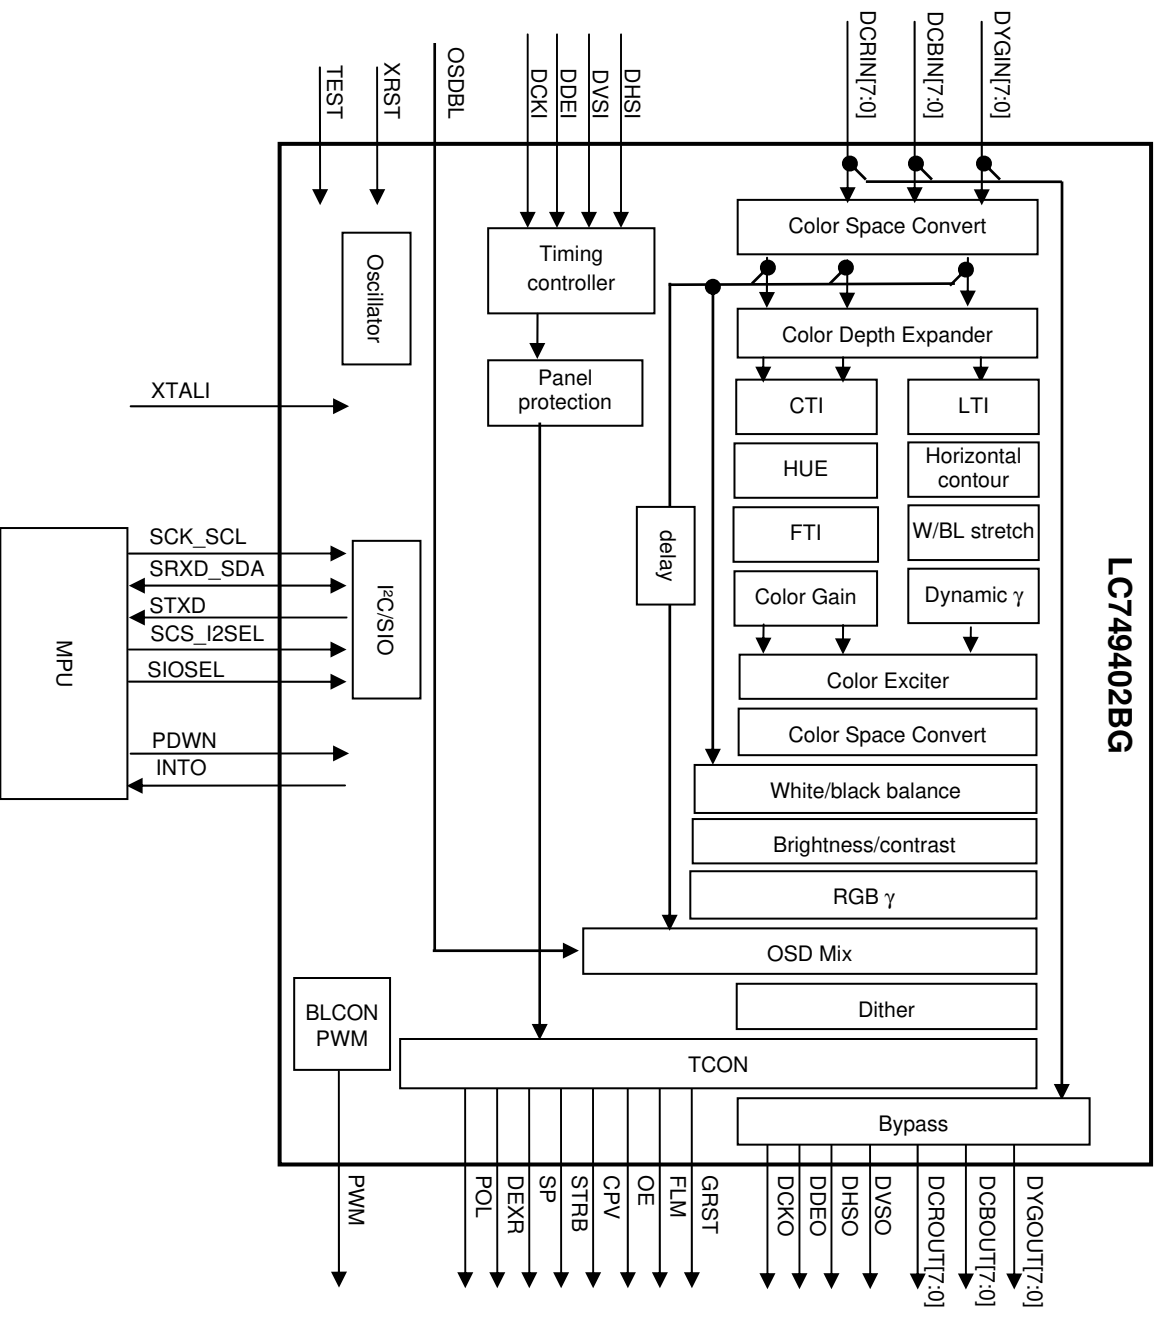 DCRIN[7:0]
DCBIN[7:0]
DYGIN[7:0]
TEST
XRST
OSDBL
DCKI
DDEI
DVSI
DHSI
Color Space Convert
Oscillator
Timing
controller
Color Depth Expander
Panel
protection
XTALI
CTI
LTI
HUE
Horizontal
contour
FTI
W/BL stretch
delay
Color Gain
Dynamic γ
LC749402BG
MPU
SCK_SCL
SRXD_SDA
STXD
SCS_I2SEL
SIOSEL
I²C/SIO
PDWN
INTO
Color Exciter
Color Space Convert
White/black balance
Brightness/contrast
RGB γ
OSD Mix
Dither
BLCON
PWM
TCON
Bypass
PWM
POL
DEXR
SP
STRB
CPV
OE
FLM
GRST
DCKO
DDEO
DHSO
DVSO
DCROUT[7:0]
DCBOUT[7:0]
DYGOUT[7:0]